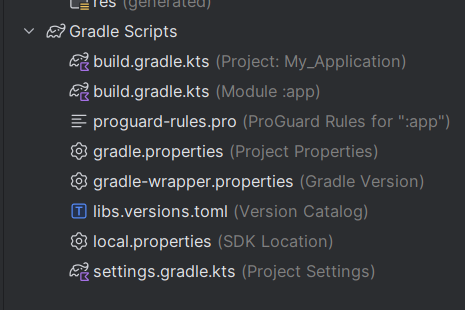 res (generated)
Gradle Scripts
build.gradle.kts (Project: My_Application)
build.gradle.kts (Module :app)
proguard-rules.pro (ProGuard Rules for ":app")
gradle.properties (Project Properties)
gradle-wrapper.properties (Gradle Version)
T libs.versions.toml (Version Catalog)
local.properties (SDK Location)
settings.gradle.kts (Project Settings)